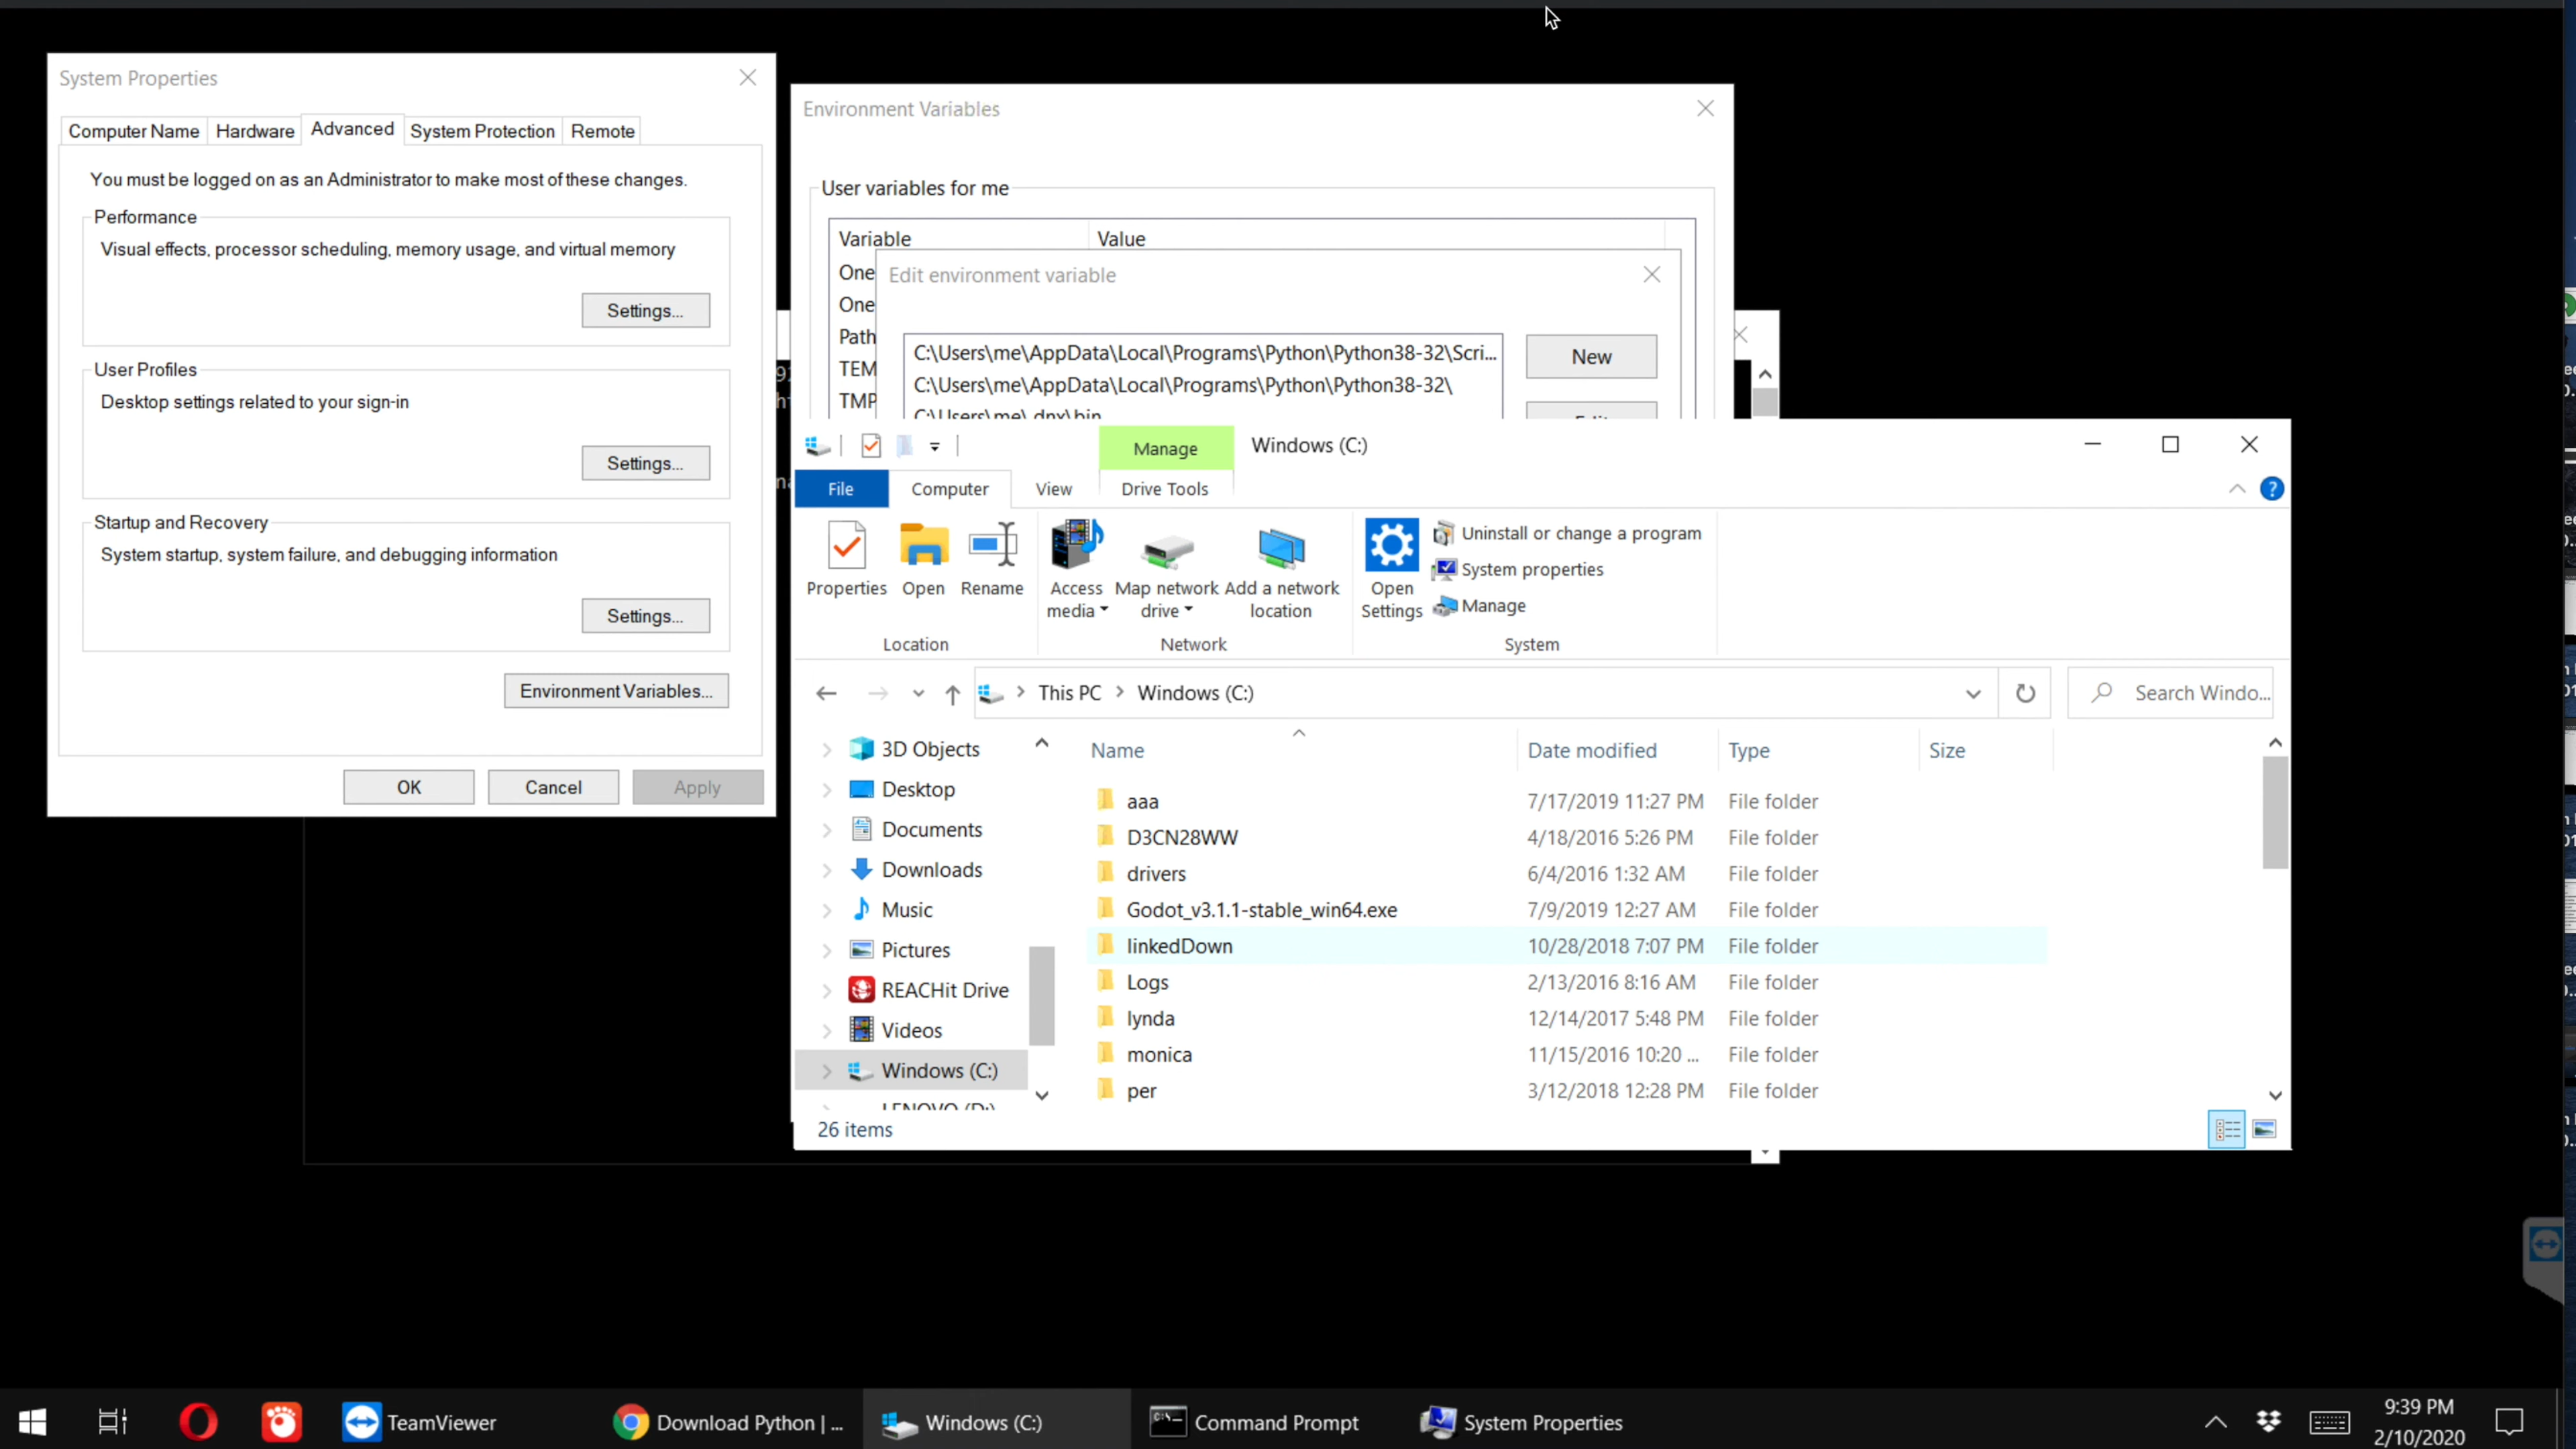 System Properties
Computer Name
Hardware
Advanced
System Protection
Remote
You must be logged on as an Administrator to make most of these changes.
Performance
Visual effects, processor scheduling, memory usage, and virtual memory
Settings...
User Profiles
Desktop settings related to your sign-in
Settings...
Startup and Recovery
System startup, system failure, and debugging information
Settings...
Environment Variables...
OK
Cancel
Apply
Environment Variables
User variables for me
Variable
Value
One
One
Path
TEM
TMP
Edit environment variable
C:\Users\me\AppData\Local\Programs\Python\Python38-32\Scri...
C:\Users\me\AppData\Local\Programs\Python\Python38-32\
New
Manage
Windows (C:)
File
Computer
View
Drive Tools
Properties
Open
Rename
Access media
Map network drive
Add a network location
Open Settings
Uninstall or change a program
System properties
Manage
Location
Network
System
This PC
Windows (C:)
Search Windo...
3D Objects
Desktop
Documents
Downloads
Music
Pictures
REACHit Drive
Videos
Windows (C:)
Name Date modified Type Size
aaa 7/17/2019 11:27 PM File folder
D3CN28WW 4/18/2016 5:26 PM File folder
drivers 6/4/2016 1:32 AM File folder
Godot_v3.1.1-stable_win64.exe 7/9/2019 12:27 AM File folder
linkedDown 10/28/2018 7:07 PM File folder
Logs 2/13/2016 8:16 AM File folder
lynda 12/14/2017 5:48 PM File folder
monica 11/15/2016 10:20 ... File folder
per 3/12/2018 12:28 PM File folder
26 items
TeamViewer
Download Python | ...
Windows (C:)
Command Prompt
System Properties
9:39 PM
2/10/2020